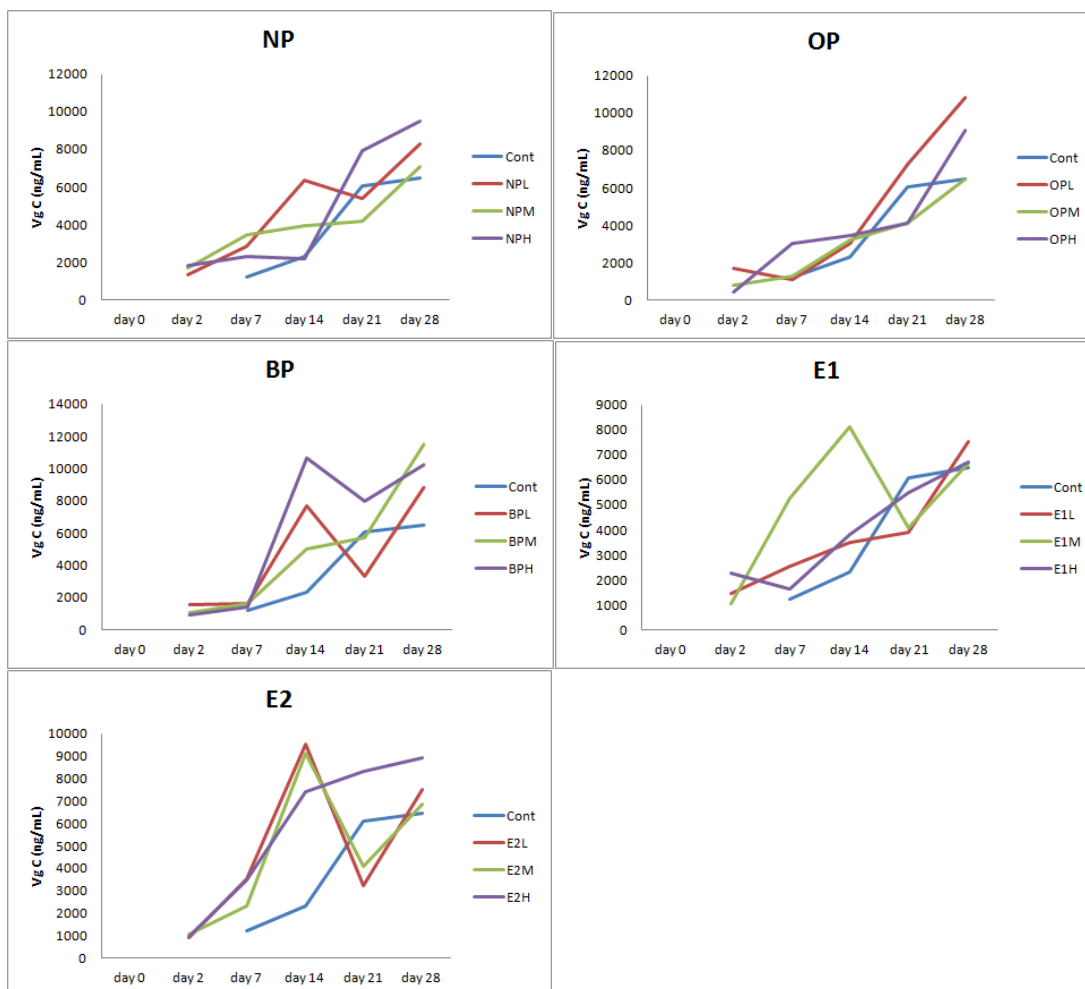 NP
Vg C (ng/mL)
12000
10000
8000
6000
4000
2000
0
day 0 day 2 day 7 day 14 day 21 day 28
Cont
NPL
NPM
NPH
OP
Vg C (ng/mL)
12000
10000
8000
6000
4000
2000
0
day 0 day 2 day 7 day 14 day 21 day 28
Cont
OPL
OPM
OPH
BP
Vg C (ng/mL)
14000
12000
10000
8000
6000
4000
2000
0
day 0 day 2 day 7 day 14 day 21 day 28
Cont
BPL
BPM
BPH
E1
Vg C (ng/mL)
9000
8000
7000
6000
5000
4000
3000
2000
1000
0
day 0 day 2 day 7 day 14 day 21 day 28
Cont
E1L
E1M
E1H
E2
Vg C (ng/mL)
10000
9000
8000
7000
6000
5000
4000
3000
2000
1000
0
day 0 day 2 day 7 day 14 day 21 day 28
Cont
E2L
E2M
E2H